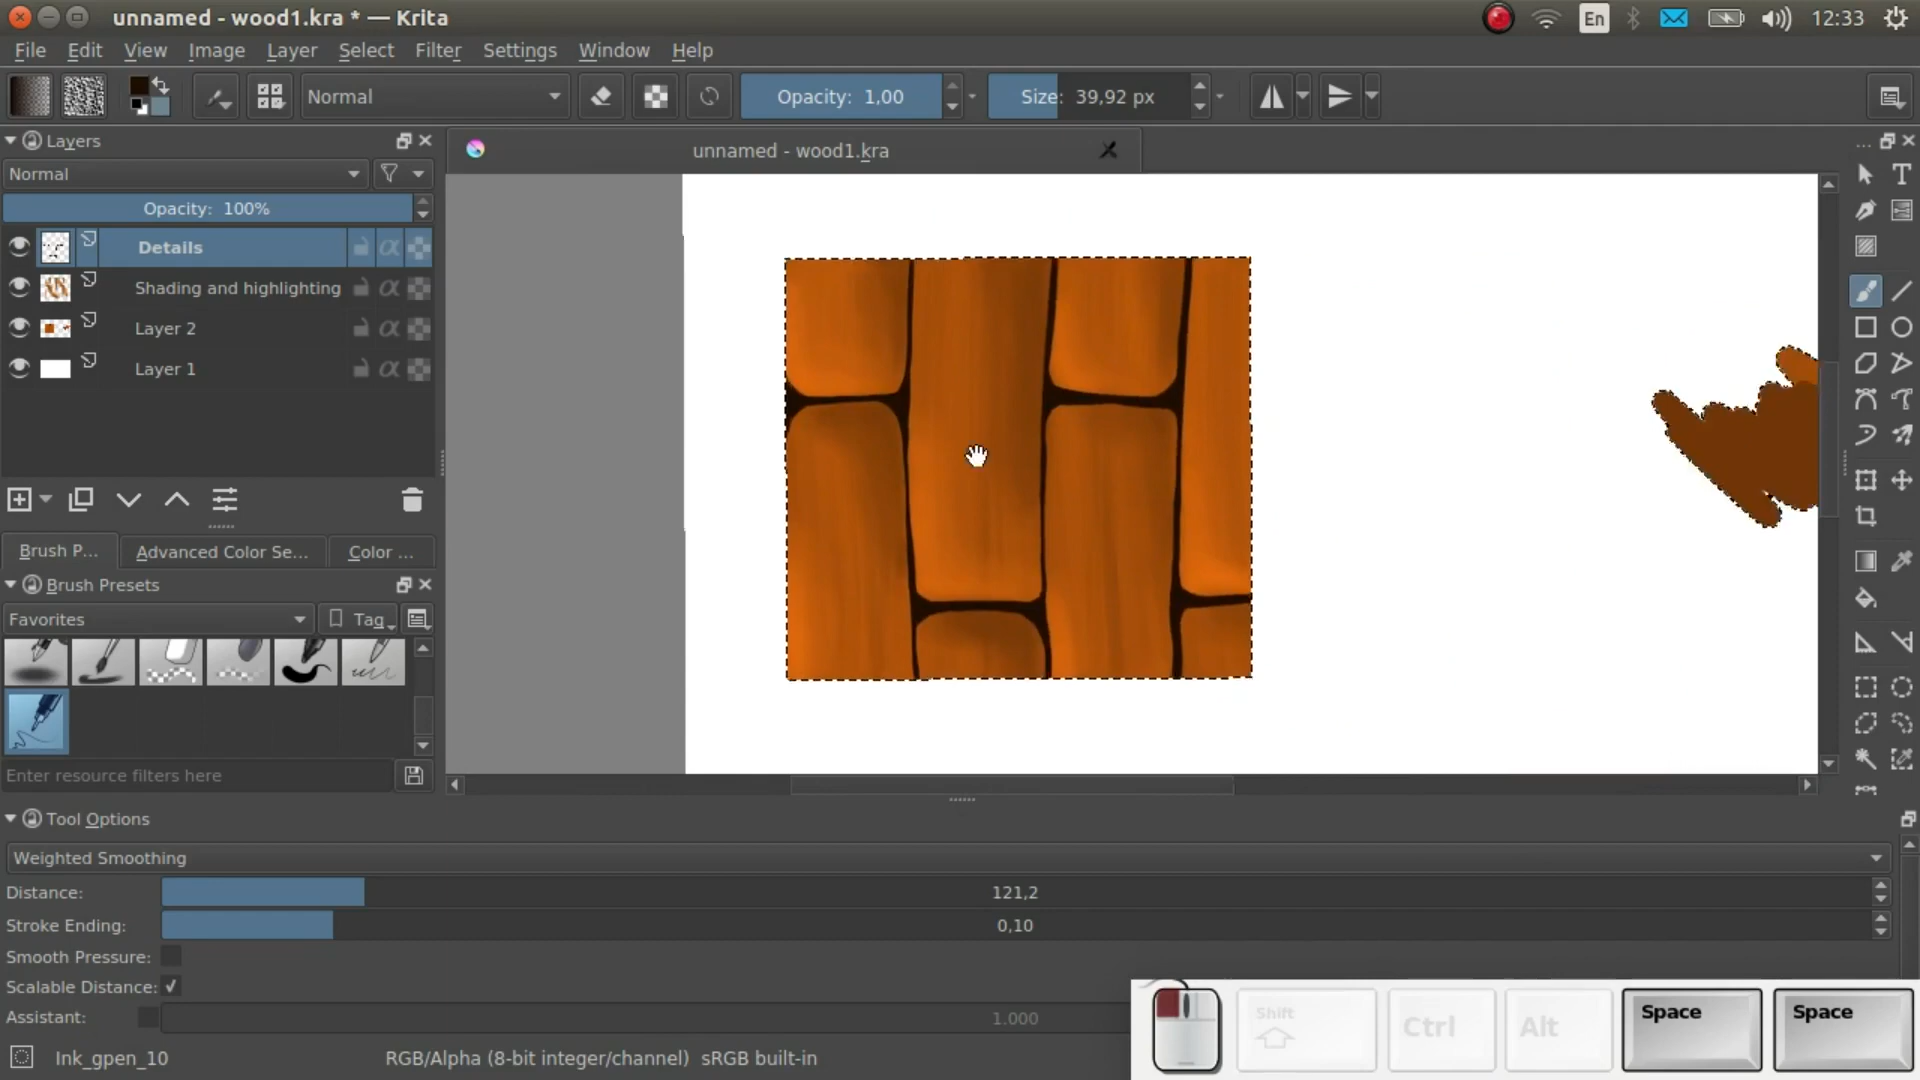 unnamed - wood1.kra * — Krita
En
12:33
File Edit View Image Layer Select Filter Settings Window Help
Normal
Opacity: 1,00
Size: 39,92 px
Layers
unnamed - wood1.kra
Normal
Opacity: 100%
Details
Shading and highlighting
Layer 2
Layer 1
Brush P...
Advanced Color Se...
Color ...
Brush Presets
Favorites
Tag
Enter resource filters here
Tool Options
Weighted Smoothing
Distance: 121,2
Stroke Ending: 0,10
Smooth Pressure:
Scalable Distance:
Assistant: 1.000
Shift
Ctrl
Alt
Space
Space
Ink_gpen_10
RGB/Alpha (8-bit integer/channel) sRGB built-in